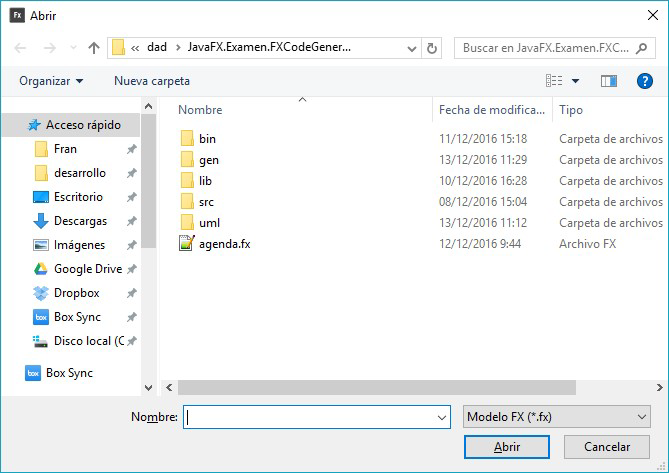 Fx Abrir
dad JavaFX.Examen.FXCodeGener... Buscar en JavaFX.Examen.FXC...
Organizar Nueva carpeta ?
Nombre Fecha de modifica... Tipo
Acceso rápido
Fran
desarrollo
Escritorio
Descargas
Imágenes
Google Drive
Dropbox
box Box Sync
Disco local (C
box Box Sync
bin 11/12/2016 15:18 Carpeta de archivos
gen 13/12/2016 11:29 Carpeta de archivos
lib 10/12/2016 16:28 Carpeta de archivos
src 08/12/2016 15:04 Carpeta de archivos
uml 13/12/2016 11:12 Carpeta de archivos
agenda.fx 12/12/2016 9:44 Archivo FX
Nombre: Modelo FX (*.fx)
Abrir Cancelar